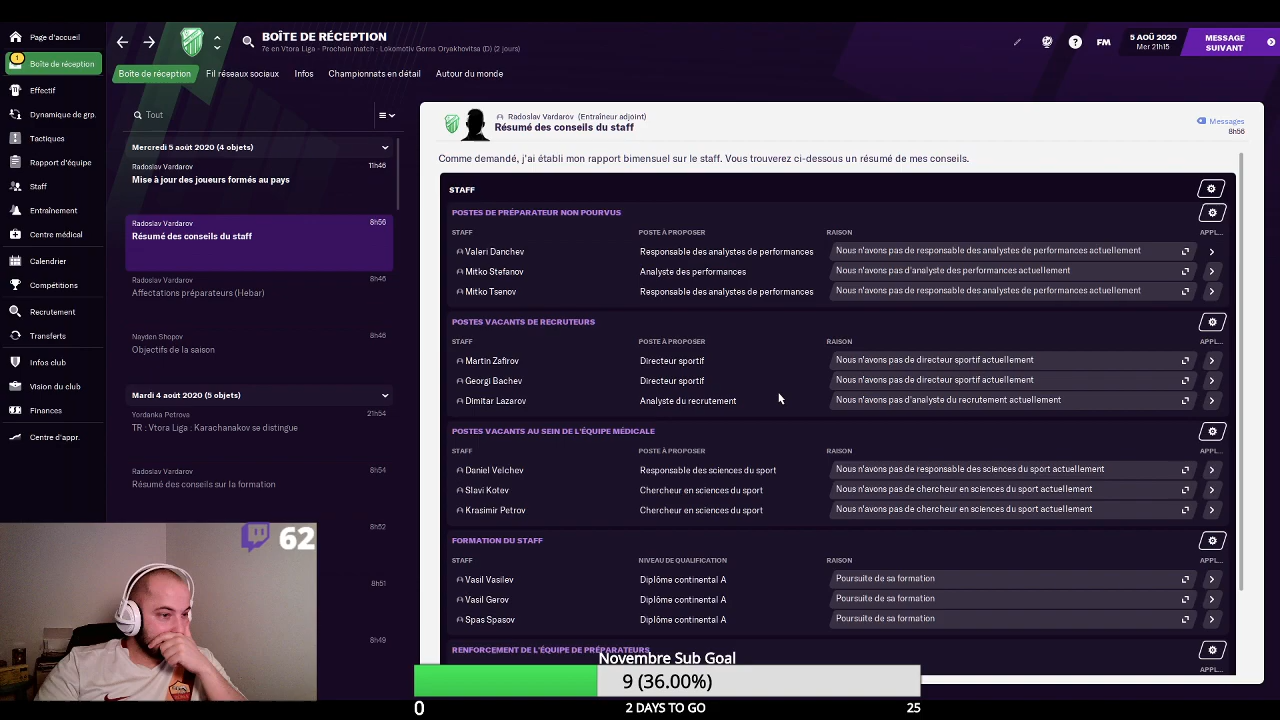 Page d'accueil
1
Boîte de réception
Effectif
Dynamique de grp.
Tactiques
Rapport d'équipe
Staff
Entraînement
Centre médical
Calendrier
Compétitions
Recrutement
Transferts
Infos club
Vision du club
Finances
Centre d'appr.
BOÎTE DE RÉCEPTION
7e en Vtora Liga - Prochain match : Lokomotiv Gorna Oryakhovitsa (D) (2 jours)
?
FM
5 AOÛ 2020
Mer 21h15
MESSAGE
SUIVANT
Boîte de réception
Fil réseaux sociaux
Infos
Championnats en détail
Autour du monde
Tout
Mercredi 5 août 2020 (4 objets)
Radoslav Vardarov 11h46
Mise à jour des joueurs formés au pays
Radoslav Vardarov 8h56
Résumé des conseils du staff
Radoslav Vardarov 8h46
Affectations préparateurs (Hebar)
Nayden Shopov 8h46
Objectifs de la saison
Mardi 4 août 2020 (5 objets)
Yordanka Petrova 21h54
TR : Vtora Liga : Karachanakov se distingue
Radoslav Vardarov 8h54
Résumé des conseils sur la formation
8h52
8h51
8h49
62
ROMA
Radoslav Vardarov (Entraîneur adjoint)
Résumé des conseils du staff
Messages
8h56
Comme demandé, j'ai établi mon rapport bimensuel sur le staff. Vous trouverez ci-dessous un résumé de mes conseils.
STAFF
POSTES DE PRÉPARATEUR NON POURVUS
STAFF POSTE À PROPOSER RAISON APPL...
Valeri Danchev Responsable des analystes de performances Nous n'avons pas de responsable des analystes de performances actuellement
Mitko Stefanov Analyste des performances Nous n'avons pas d'analyste des performances actuellement
Mitko Tsenov Responsable des analystes de performances Nous n'avons pas de responsable des analystes de performances actuellement
POSTES VACANTS DE RECRUTEURS
STAFF POSTE À PROPOSER RAISON APPL...
Martin Zafirov Directeur sportif Nous n'avons pas de directeur sportif actuellement
Georgi Bachev Directeur sportif Nous n'avons pas de directeur sportif actuellement
Dimitar Lazarov Analyste du recrutement Nous n'avons pas d'analyste du recrutement actuellement
POSTES VACANTS AU SEIN DE L'ÉQUIPE MÉDICALE
STAFF POSTE À PROPOSER RAISON APPL...
Daniel Velchev Responsable des sciences du sport Nous n'avons pas de responsable des sciences du sport actuellement
Slavi Kotev Chercheur en sciences du sport Nous n'avons pas de chercheur en sciences du sport actuellement
Krasimir Petrov Chercheur en sciences du sport Nous n'avons pas de chercheur en sciences du sport actuellement
FORMATION DU STAFF
STAFF NIVEAU DE QUALIFICATION RAISON APPL...
Vasil Vasilev Diplôme continental A Poursuite de sa formation
Vasil Gerov Diplôme continental A Poursuite de sa formation
Spas Spasov Diplôme continental A Poursuite de sa formation
RENFORCEMENT DE L'ÉQUIPE DE PRÉPARATEURS
APPL...
Novembre Sub Goal
9 (36.00%)
0
2 DAYS TO GO
25